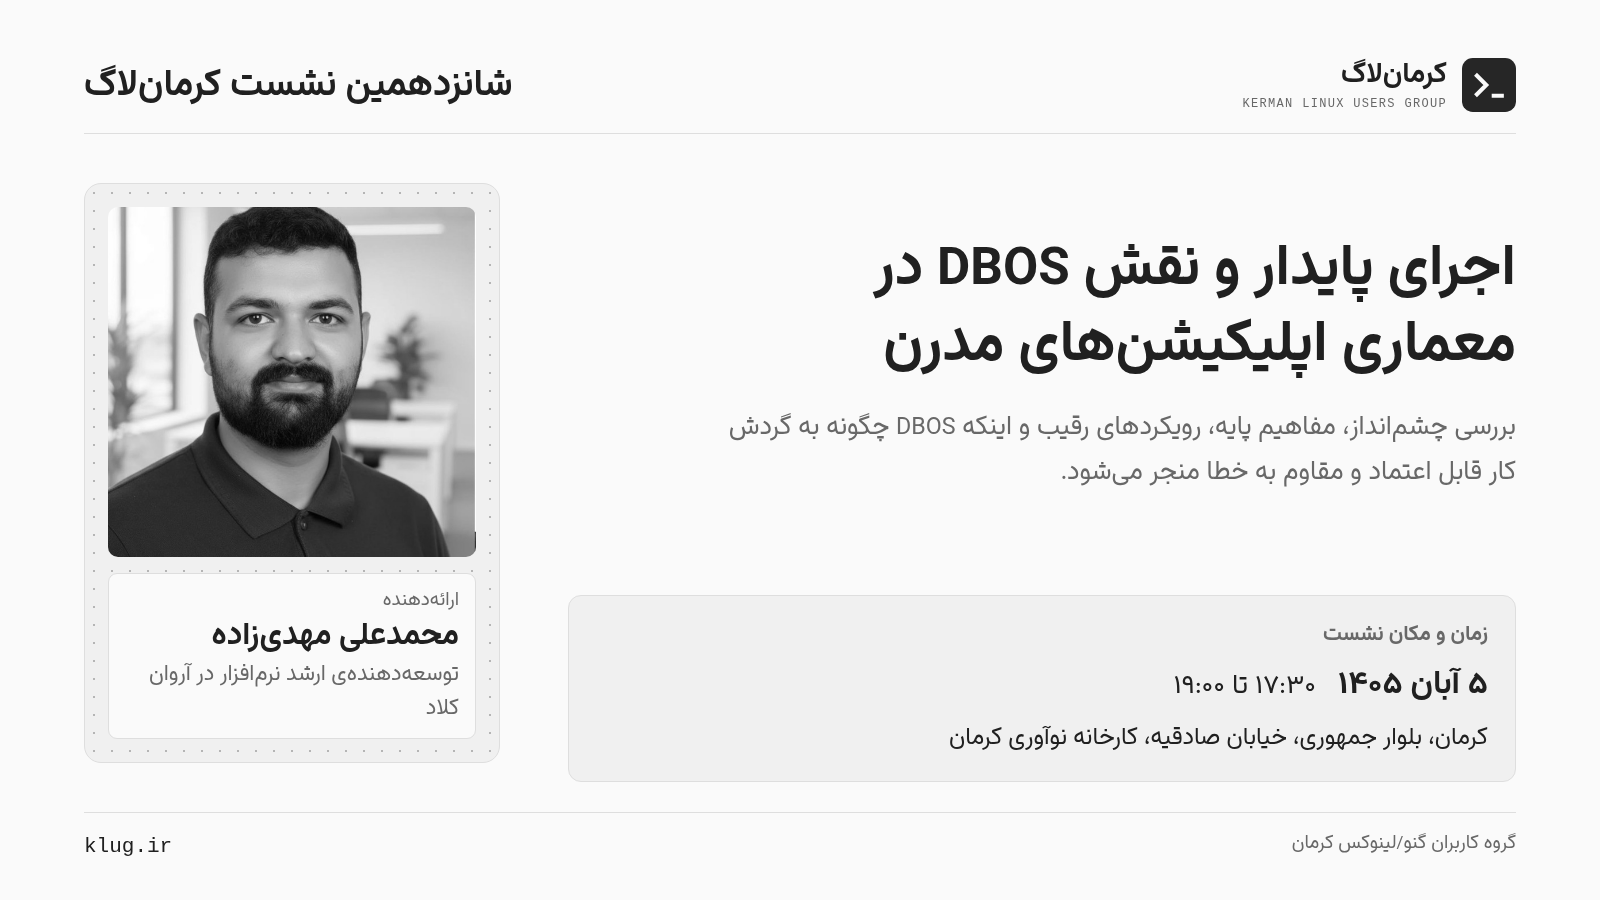 کرمان‌لاگ
KERMAN LINUX USERS GROUP
شانزدهمین نشست کرمان‌لاگ
اجرای پایدار و نقش DBOS در
معماری اپلیکیشن‌های مدرن
بررسی چشم‌انداز، مفاهیم پایه، رویکردهای رقیب و اینکه DBOS چگونه به گردش
کار قابل اعتماد و مقاوم به خطا منجر می‌شود.
زمان و مکان نشست
۵ آبان ۱۴۰۵ ۱۷:۳۰ تا ۱۹:۰۰
کرمان، بلوار جمهوری، خیابان صادقیه، کارخانه نوآوری کرمان
ارائه‌دهنده
محمدعلی مهدی‌زاده
توسعه‌دهنده‌ی ارشد نرم‌افزار در آروان
کلاد
گروه کاربران گنو/لینوکس کرمان
klug.ir